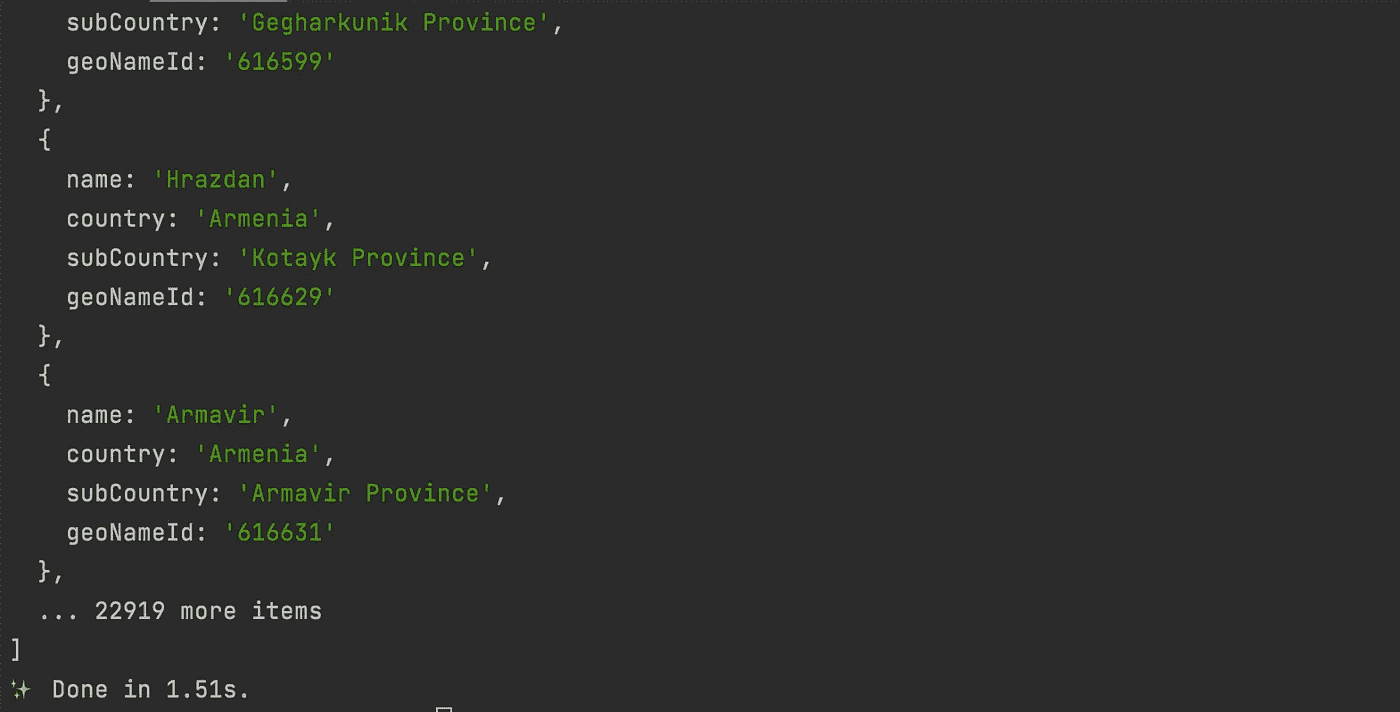 subCountry: 'Gegharkunik Province',
geoNameId: '616599'
},
{
name: 'Hrazdan',
country: 'Armenia',
subCountry: 'Kotayk Province',
geoNameId: '616629'
},
{
name: 'Armavir',
country: 'Armenia',
subCountry: 'Armavir Province',
geoNameId: '616631'
},
... 22919 more items
]
✨ Done in 1.51s.